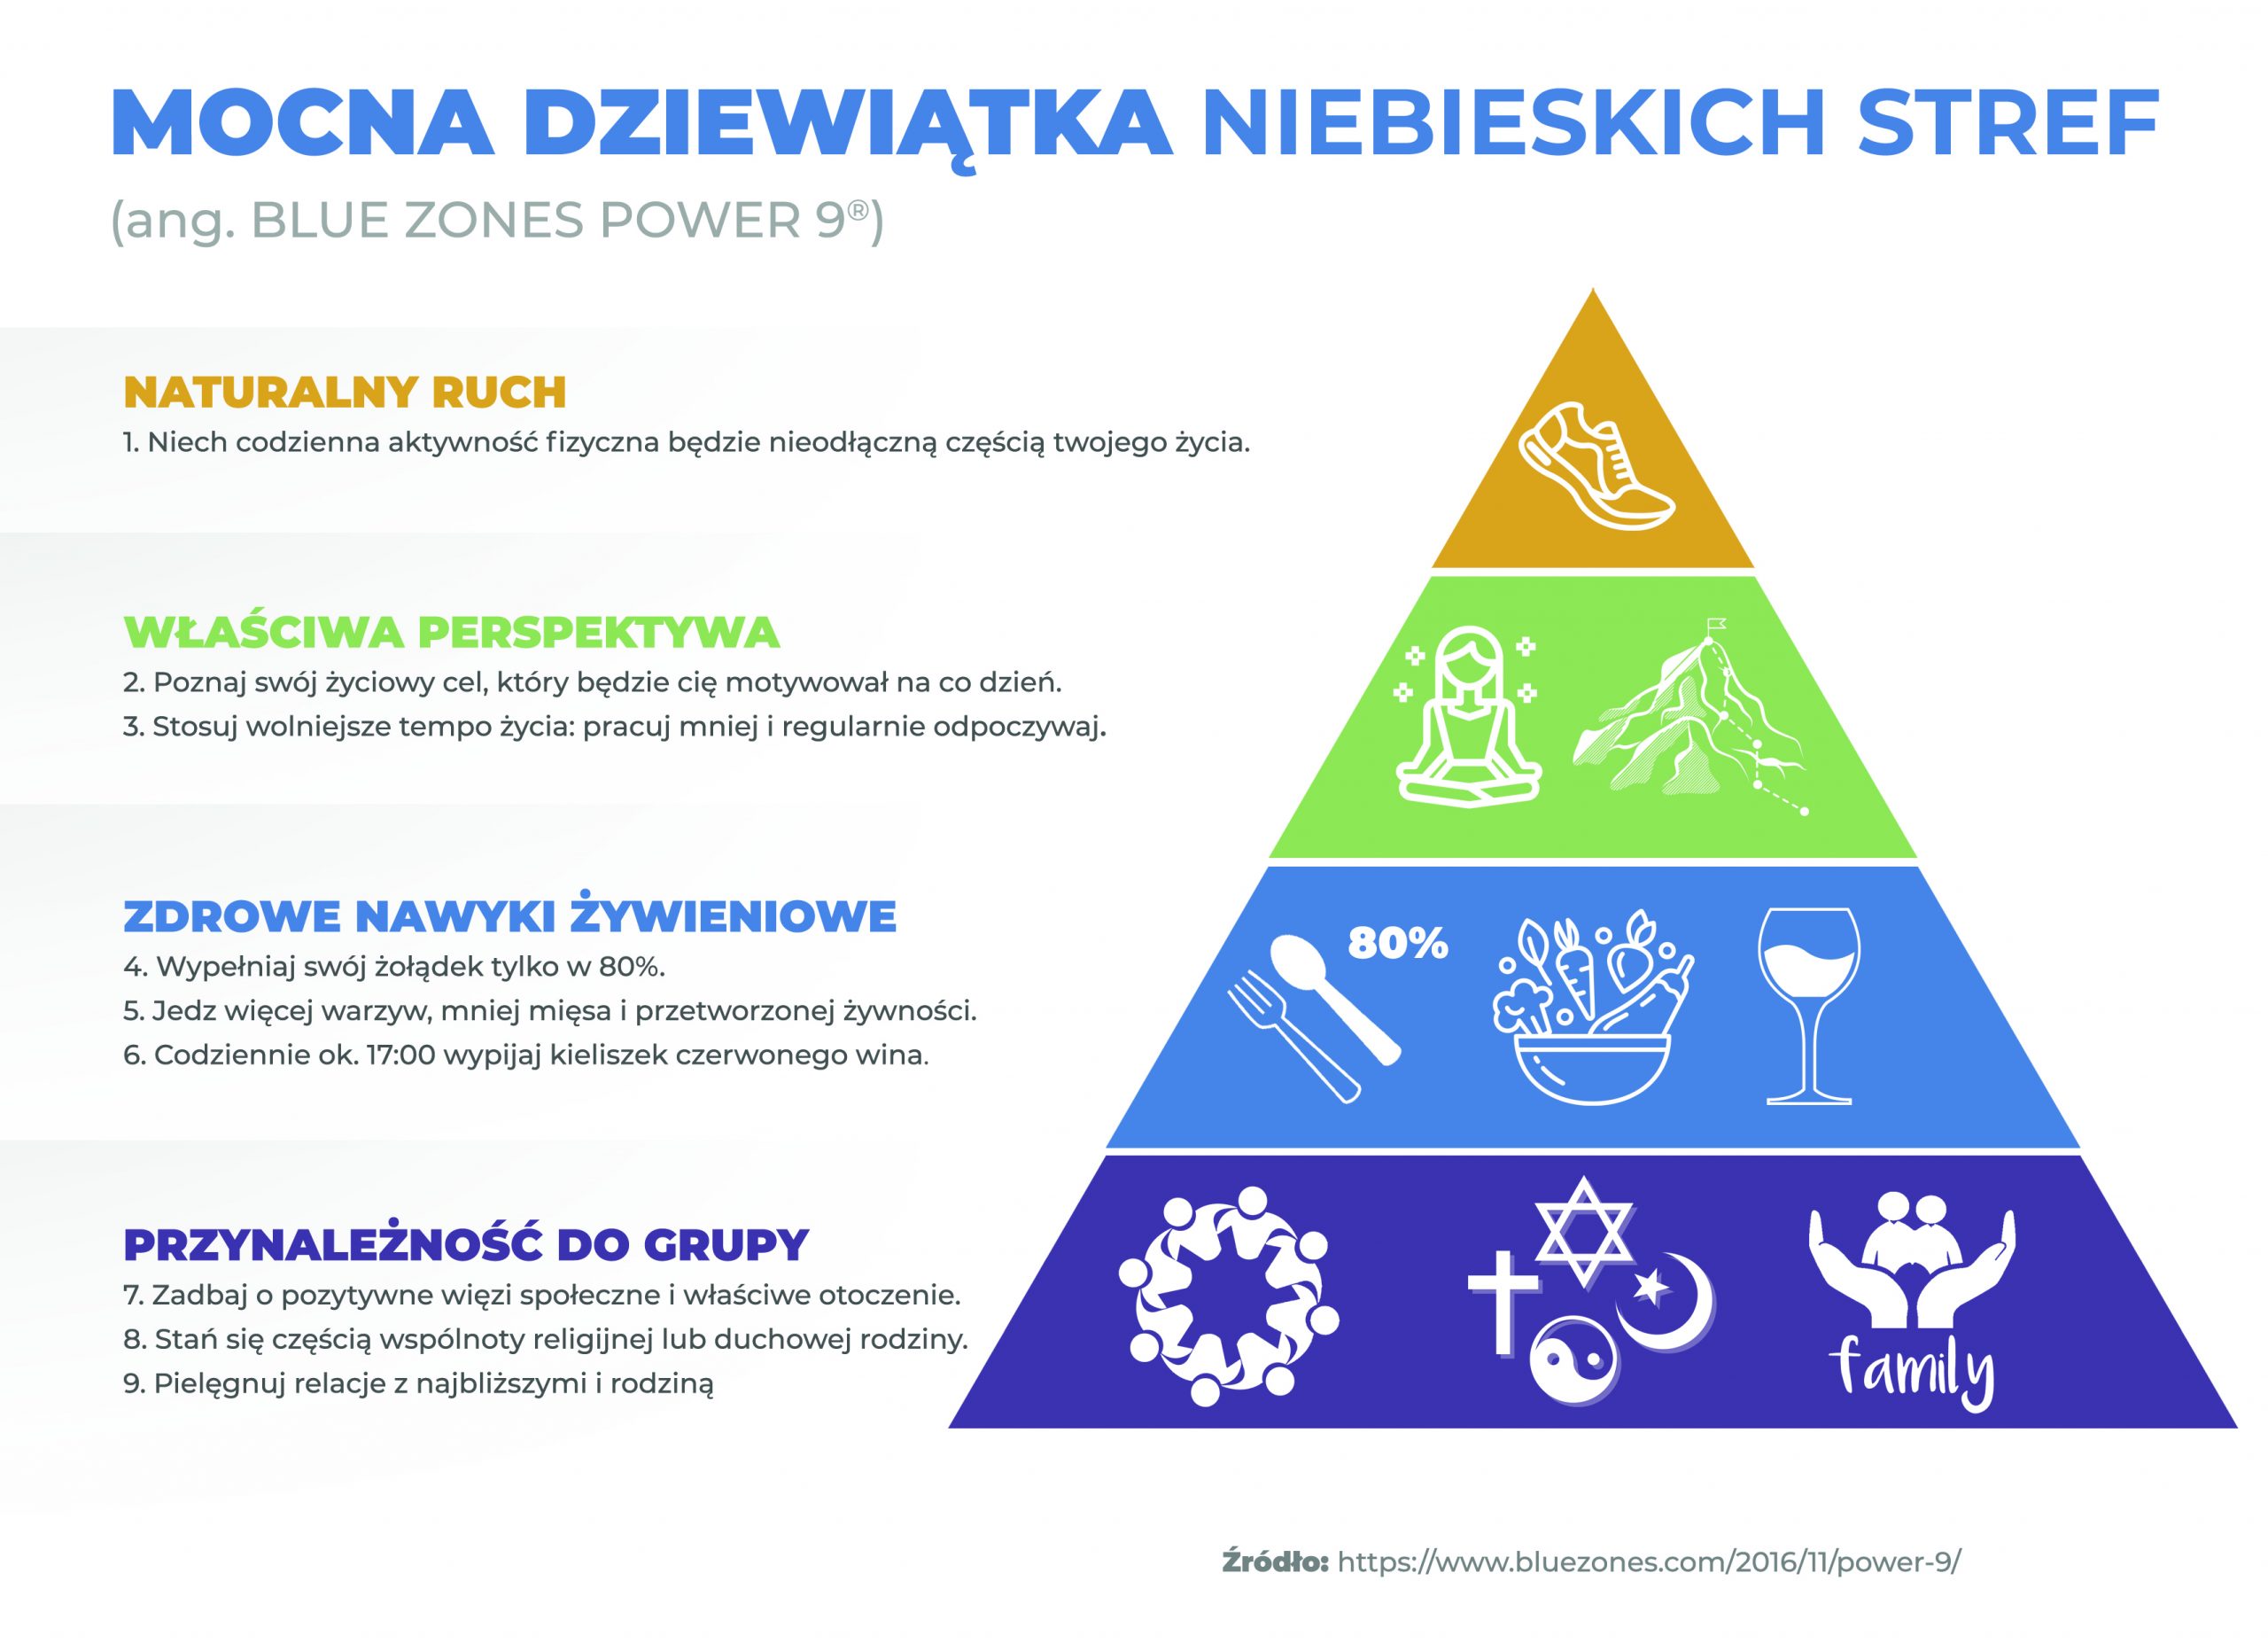 MOCNA DZIEWIĄTKA NIEBIESKICH STREF
(ang. BLUE ZONES POWER 9®)
NATURALNY RUCH
1. Niech codzienna aktywność fizyczna będzie nieodłączną częścią twojego życia.
WŁAŚCIWA PERSPEKTYWA
2. Poznaj swój życiowy cel, który będzie cię motywował na co dzień.
3. Stosuj wolniejsze tempo życia: pracuj mniej i regularnie odpoczywaj.
ZDROWE NAWYKI ŻYWIENIOWE
4. Wypełniaj swój żołądek tylko w 80%.
5. Jedz więcej warzyw, mniej mięsa i przetworzonej żywności.
6. Codziennie ok. 17:00 wypijaj kieliszek czerwonego wina.
80%
PRZYNALEŻNOŚĆ DO GRUPY
7. Zadbaj o pozytywne więzi społeczne i właściwe otoczenie.
8. Stań się częścią wspólnoty religijnej lub duchowej rodziny.
9. Pielęgnuj relacje z najbliższymi i rodziną
family
Źródło: https://www.bluezones.com/2016/11/power-9/